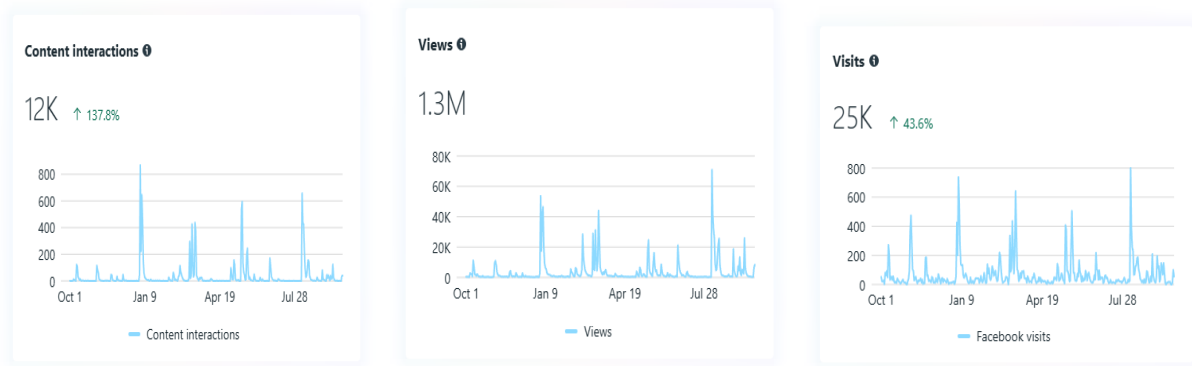 Content interactions
12K ↑ 137.8%
800
600
400
200
0
Oct 1 Jan 9 Apr 19 Jul 28
Content interactions
Views
1.3M
80K
60K
40K
20K
0
Oct 1 Jan 9 Apr 19 Jul 28
Views
Visits
25K ↑ 43.6%
800
600
400
200
0
Oct 1 Jan 9 Apr 19 Jul 28
Facebook visits